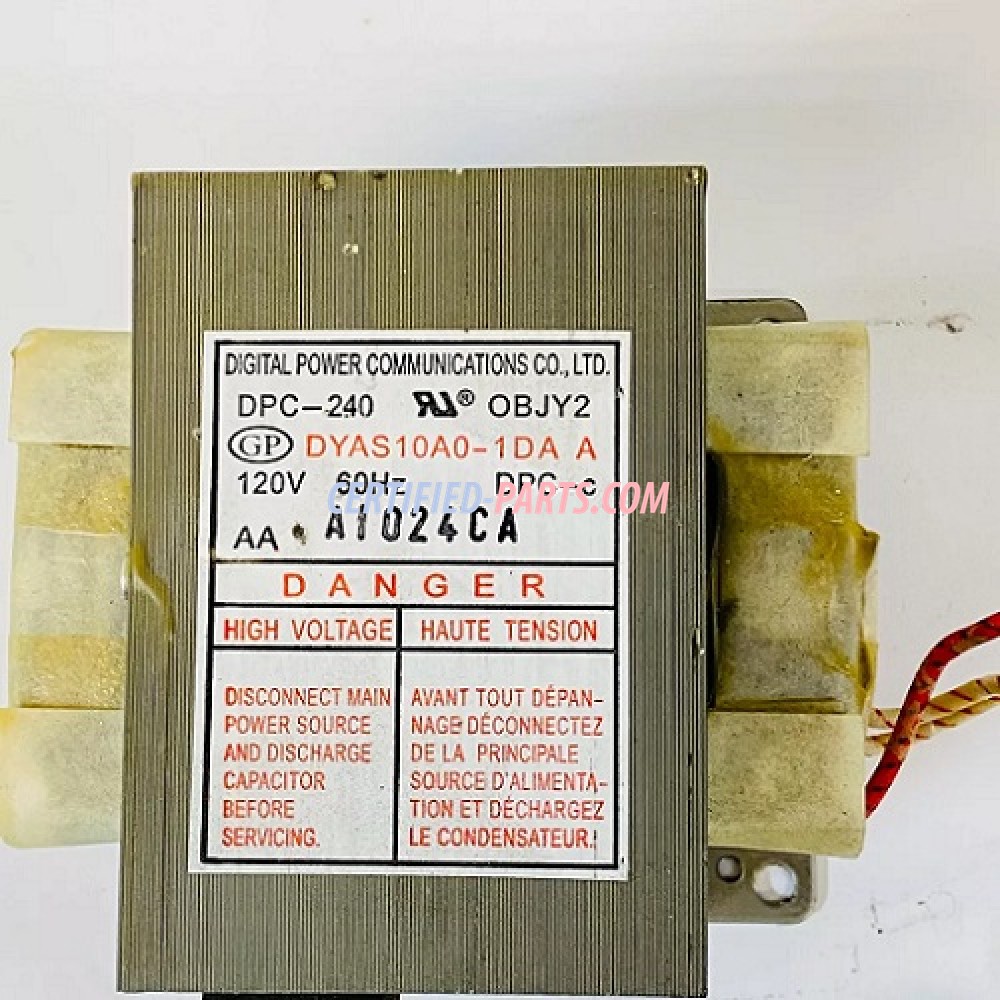 DIGITAL POWER COMMUNICATIONS CO., LTD.
DPC-240 RU® OBJY2
GP DYAS10A0-1DA A
120V 60Hz DPC-c
CERTIFIED-PARTS.COM
AA A1024CA
DANGER
HIGH VOLTAGE
DISCONNECT MAIN
POWER SOURCE
AND DISCHARGE
CAPACITOR
BEFORE
SERVICING.
HAUTE TENSION
AVANT TOUT DÉPAN-
NAGE DÉCONNECTEZ
DE LA PRINCIPALE
SOURCE D'ALIMENTA-
TION ET DÉCHARGEZ
LE CONDENSATEUR.